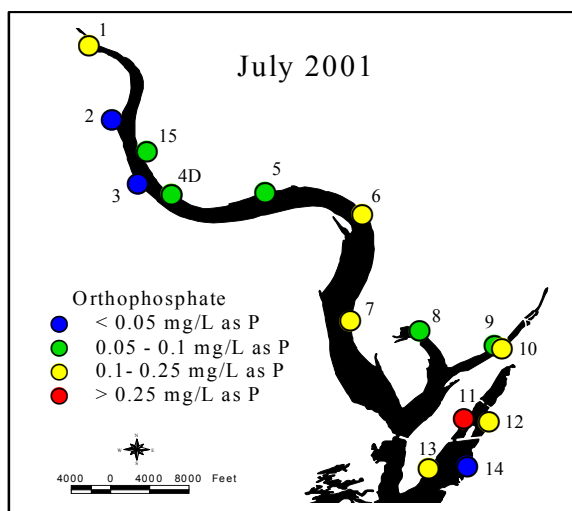 July 2001
1
2
15
3
4D
5
6
7
8
9
10
11
12
13
14
Orthophosphate
< 0.05 mg/L as P
0.05 - 0.1 mg/L as P
0.1- 0.25 mg/L as P
> 0.25 mg/L as P
N
W E
S
4000 0 4000 Feet